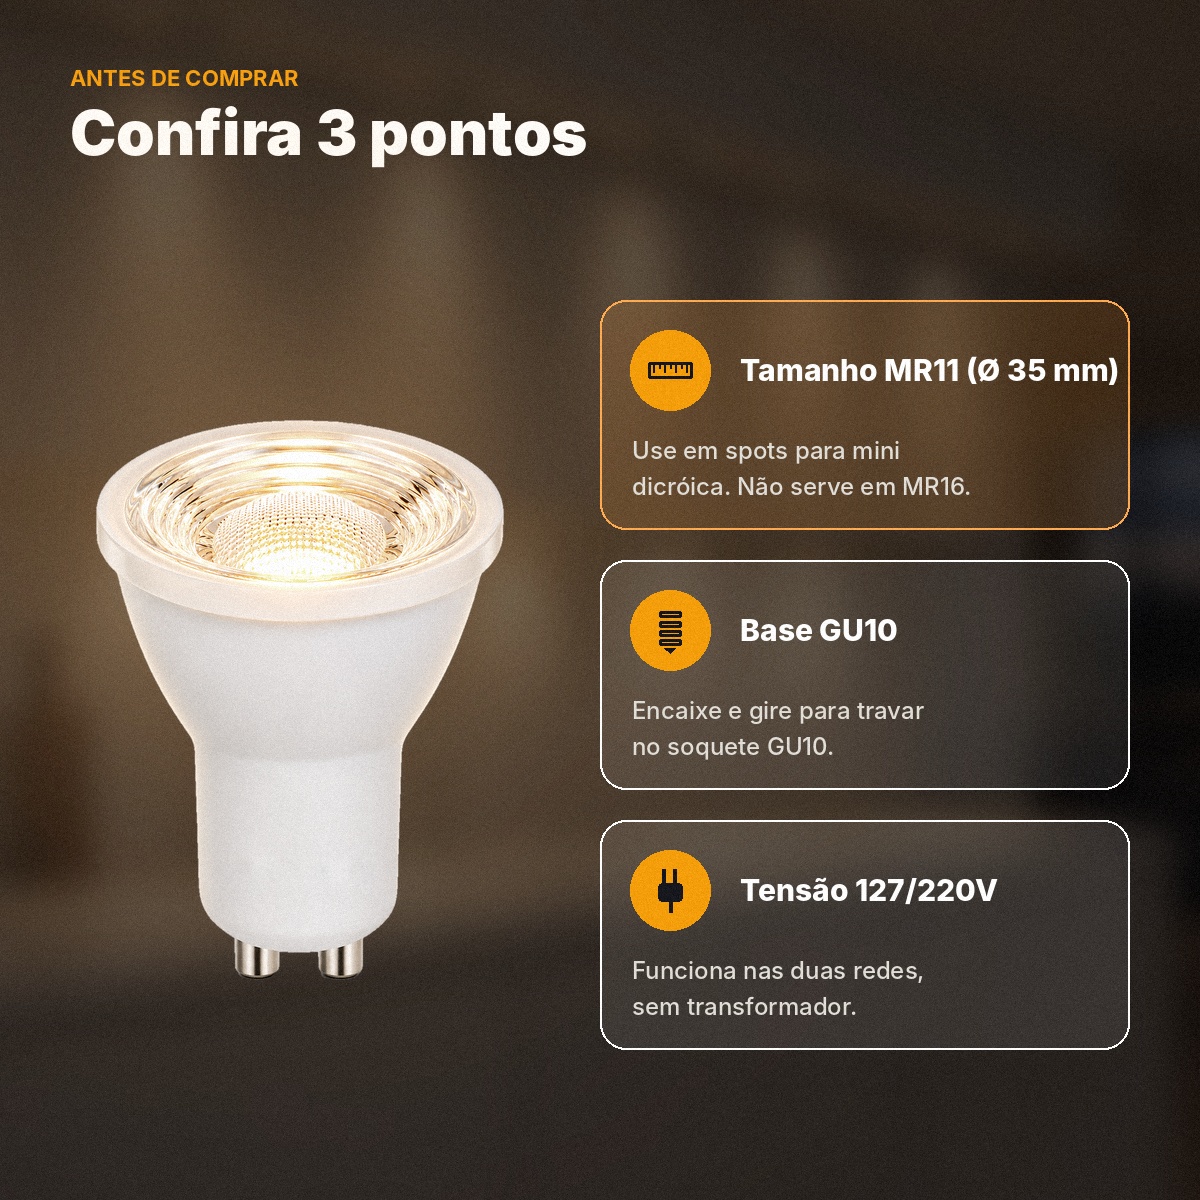 ANTES DE COMPRAR
Confira 3 pontos
Tamanho MR11 (Ø 35 mm)
Use em spots para mini
dicróica. Não serve em MR16.
Base GU10
Encaixe e gire para travar
no soquete GU10.
Tensão 127/220V
Funciona nas duas redes,
sem transformador.